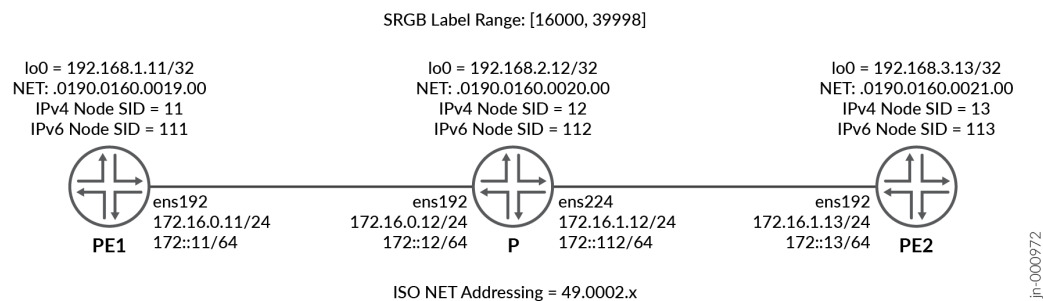 SRGB Label Range: [16000, 39998]
lo0 = 192.168.1.11/32
NET: .0190.0160.0019.00
IPv4 Node SID = 11
IPv6 Node SID = 111
lo0 = 192.168.2.12/32
NET: .0190.0160.0020.00
IPv4 Node SID = 12
IPv6 Node SID = 112
lo0 = 192.168.3.13/32
NET: .0190.0160.0021.00
IPv4 Node SID = 13
IPv6 Node SID = 113
ens192
172.16.0.11/24
172::11/64
PE1
ens192
172.16.0.12/24
172::12/64
P
ens224
172.16.1.12/24
172::112/64
172.16.1.13/24
ens192
172::13/64
PE2
ISO NET Addressing = 49.0002.x
jn-000972